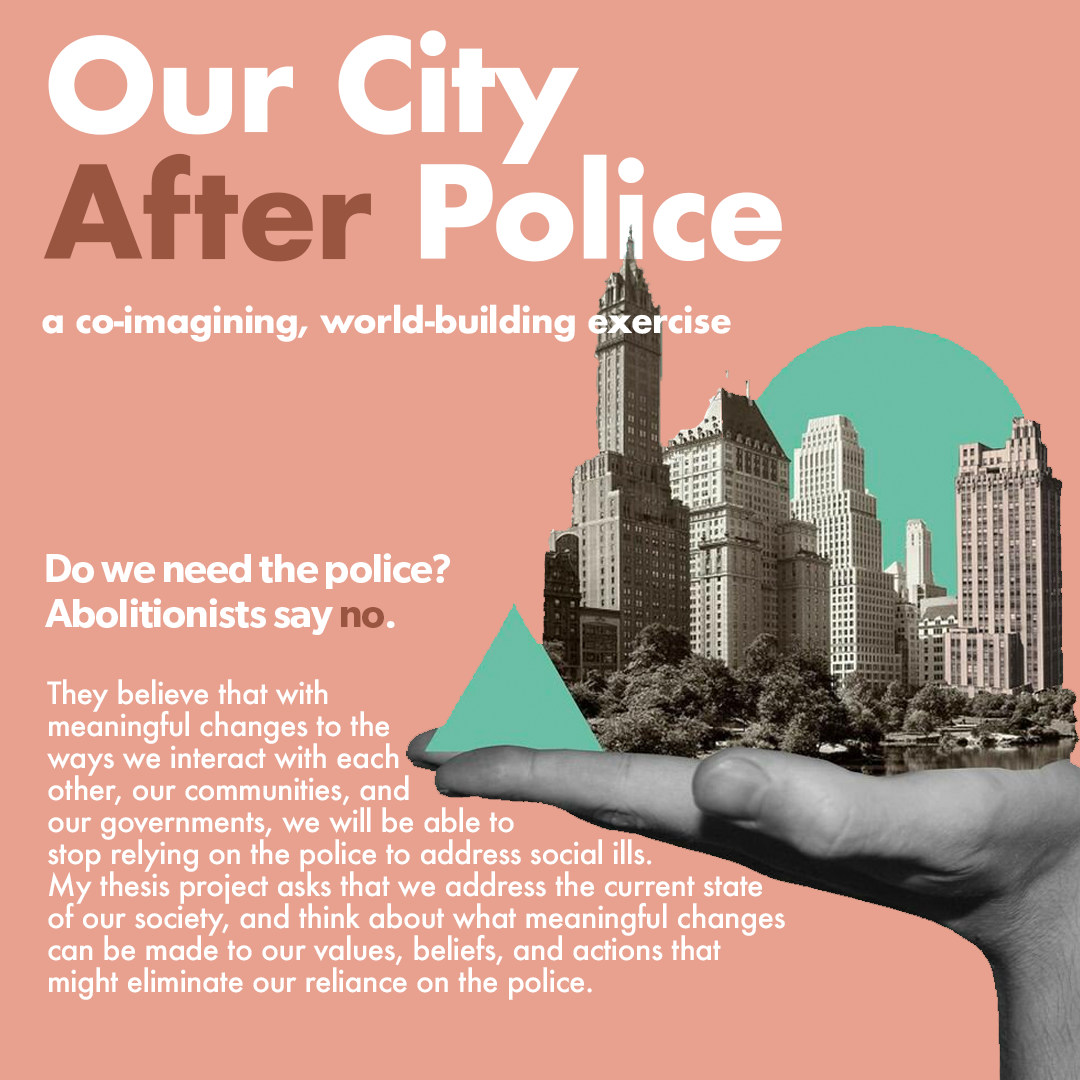 Our City
After Police
a co-imagining, world-building exercise
Do we need the police?
Abolitionists say no.
They believe that with
meaningful changes to the
ways we interact with each
other, our communities, and
our governments, we will be able to
stop relying on the police to address social ills.
My thesis project asks that we address the current state
of our society, and think about what meaningful changes
can be made to our values, beliefs, and actions that
might eliminate our reliance on the police.